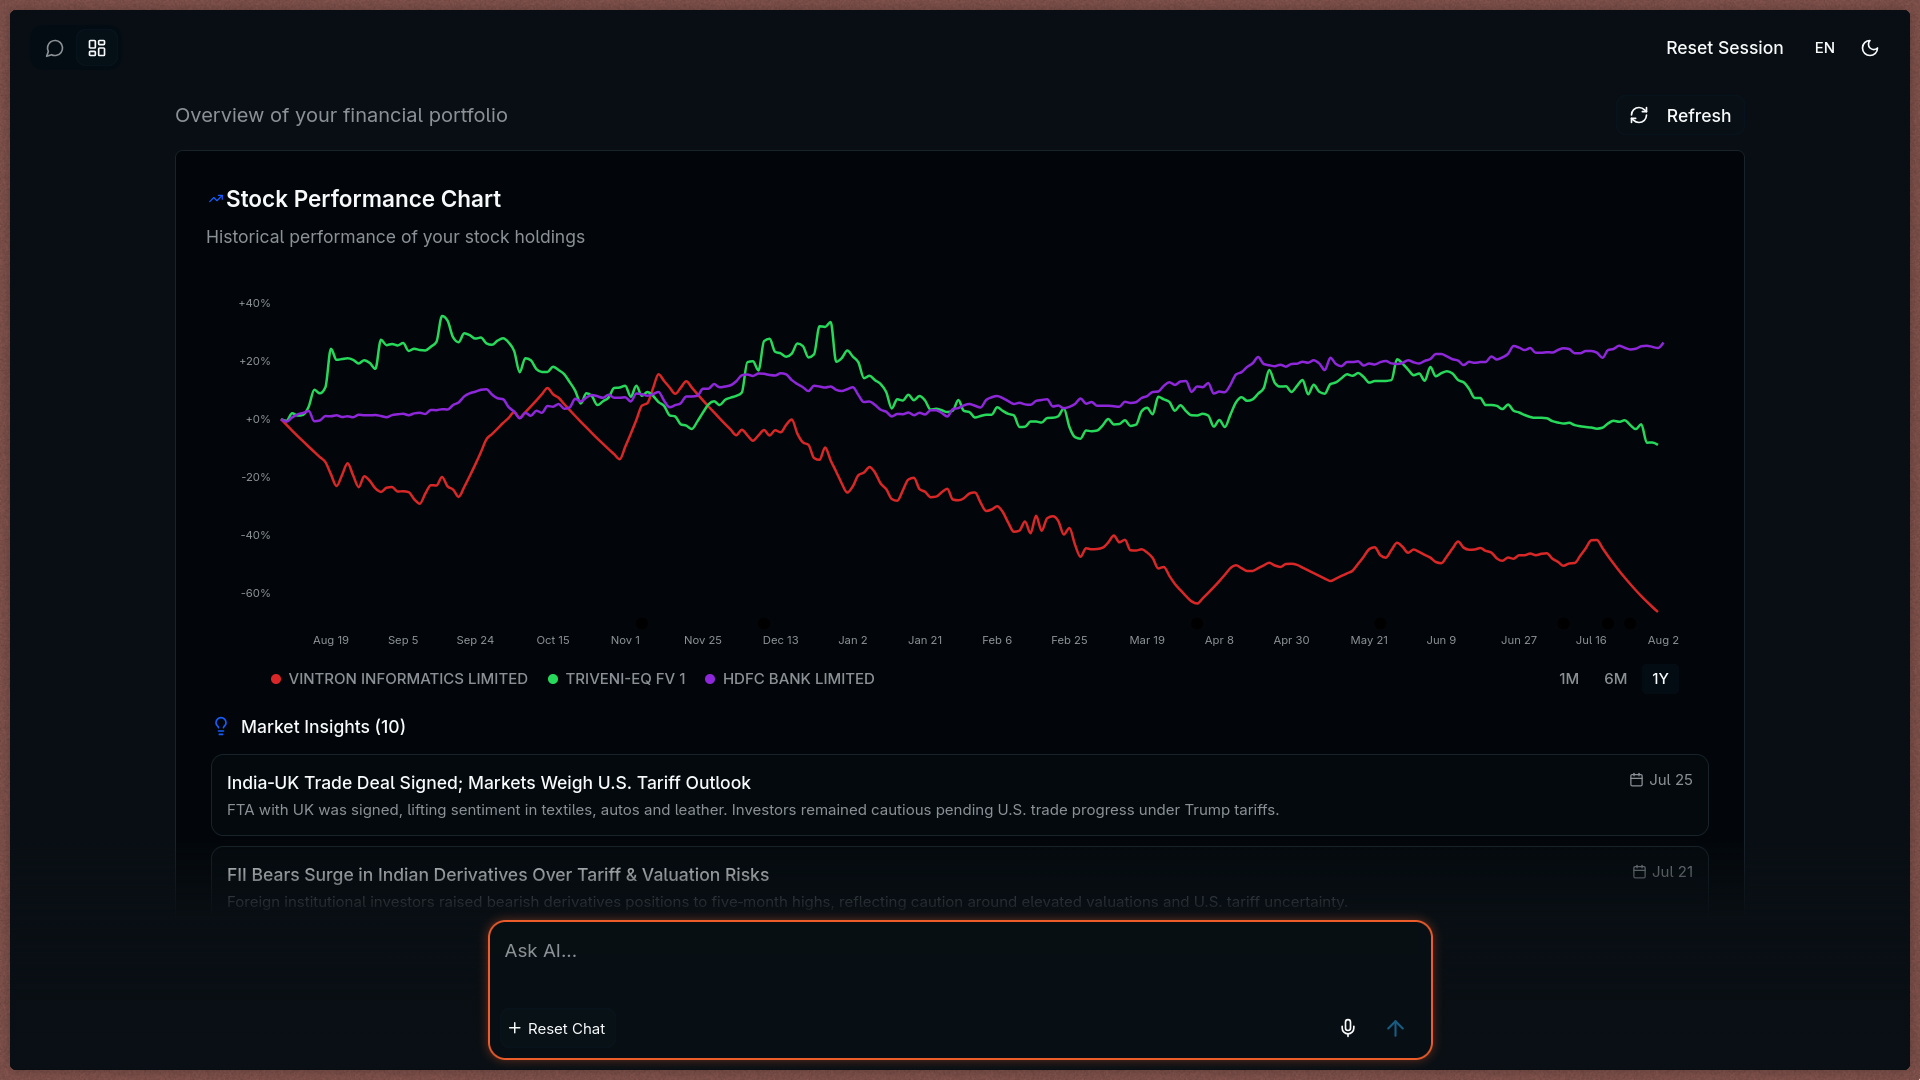 Reset Session
EN
Overview of your financial portfolio
Refresh
Stock Performance Chart
Historical performance of your stock holdings
+40%
+20%
+0%
-20%
-40%
-60%
Aug 19 Sep 5 Sep 24 Oct 15 Nov 1 Nov 25 Dec 13 Jan 2 Jan 21 Feb 6 Feb 25 Mar 19 Apr 8 Apr 30 May 21 Jun 9 Jun 27 Jul 16 Aug 2
VINTRON INFORMATICS LIMITED TRIVENI-EQ FV 1 HDFC BANK LIMITED
1M 6M 1Y
Market Insights (10)
India-UK Trade Deal Signed; Markets Weigh U.S. Tariff Outlook
Jul 25
FTA with UK was signed, lifting sentiment in textiles, autos and leather. Investors remained cautious pending U.S. trade progress under Trump tariffs.
FII Bears Surge in Indian Derivatives Over Tariff & Valuation Risks
Jul 21
Foreign institutional investors raised bearish derivatives positions to five‑month highs, reflecting caution around elevated valuations and U.S. tariff uncertainty.
Ask AI...
Reset Chat